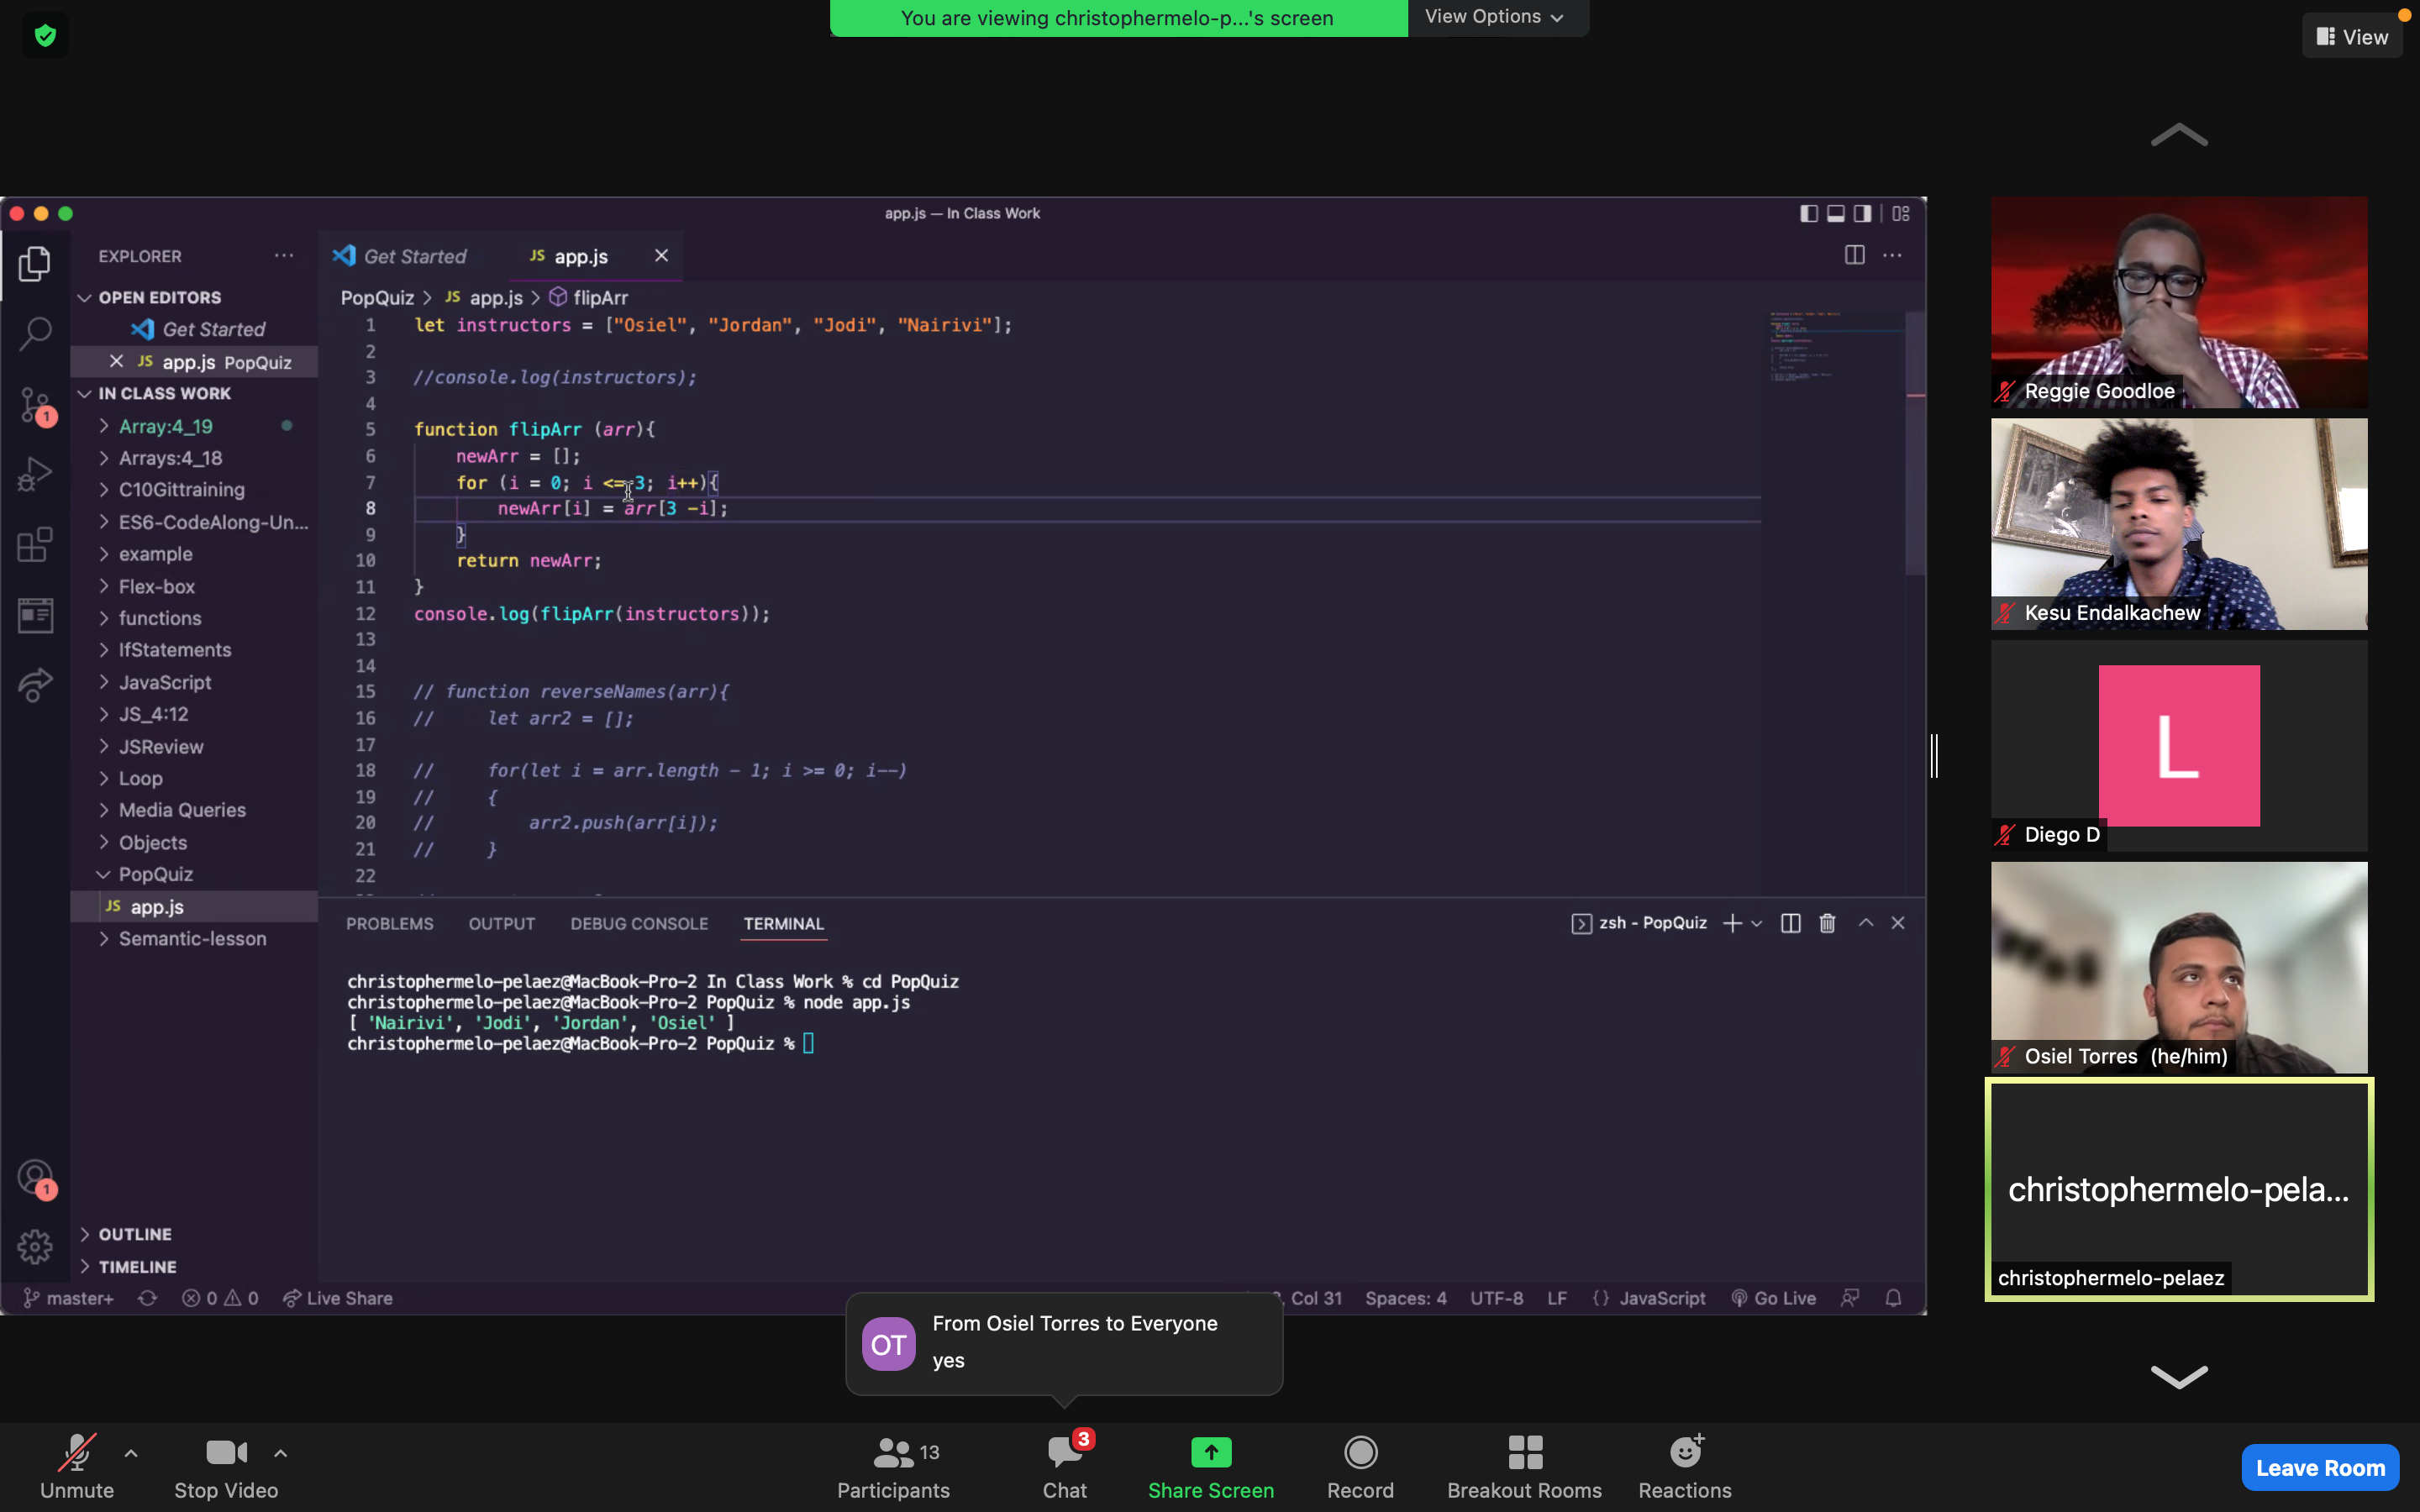 You are viewing christophermelo-p...'s screen
View Options
View
app.js — In Class Work
EXPLORER
Get Started
JS app.js
OPEN EDITORS
Get Started
JS app.js PopQuiz
IN CLASS WORK
Array:4_19
Arrays:4_18
C10Gittraining
ES6-CodeAlong-Un...
example
Flex-box
functions
IfStatements
JavaScript
JS_4:12
JSReview
Loop
Media Queries
Objects
PopQuiz
JS app.js
Semantic-lesson
OUTLINE
TIMELINE
1
1
PopQuiz > JS app.js > flipArr
1 let instructors = ["Osiel", "Jordan", "Jodi", "Nairivi"];
2
3 //console.log(instructors);
4
5 function flipArr (arr){
6 newArr = [];
7 for (i = 0; i <= 3; i++){
8 newArr[i] = arr[3 -i];
9 }
10 return newArr;
11 }
12 console.log(flipArr(instructors));
13
14
15 // function reverseNames(arr){
16 // let arr2 = [];
17
18 // for(let i = arr.length - 1; i >= 0; i--)
19 // {
20 // arr2.push(arr[i]);
21 // }
22
PROBLEMS OUTPUT DEBUG CONSOLE TERMINAL
zsh - PopQuiz
christophermelo-pelaez@MacBook-Pro-2 In Class Work % cd PopQuiz
christophermelo-pelaez@MacBook-Pro-2 PopQuiz % node app.js
[ 'Nairivi', 'Jodi', 'Jordan', 'Osiel' ]
christophermelo-pelaez@MacBook-Pro-2 PopQuiz %
master+ 0 0 Live Share
, Col 31 Spaces: 4 UTF-8 LF {} JavaScript Go Live
Reggie Goodloe
Kesu Endalkachew
L
Diego D
Osiel Torres (he/him)
christophermelo-pela...
christophermelo-pelaez
OT
From Osiel Torres to Everyone
yes
Unmute
Stop Video
13
Participants
3
Chat
Share Screen
Record
Breakout Rooms
Reactions
Leave Room